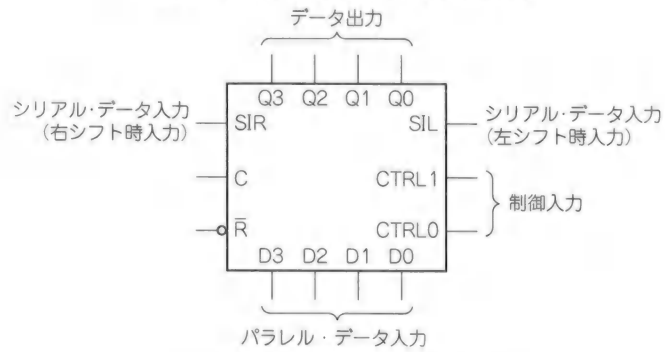 データ出力
Q3 Q2 Q1 Q0
シリアル・データ入力
(右シフト時入力)
SIR
SIL
シリアル・データ入力
(左シフト時入力)
C
CTRL1
制御入力
R̅
CTRL0
D3 D2 D1 D0
パラレル・データ入力